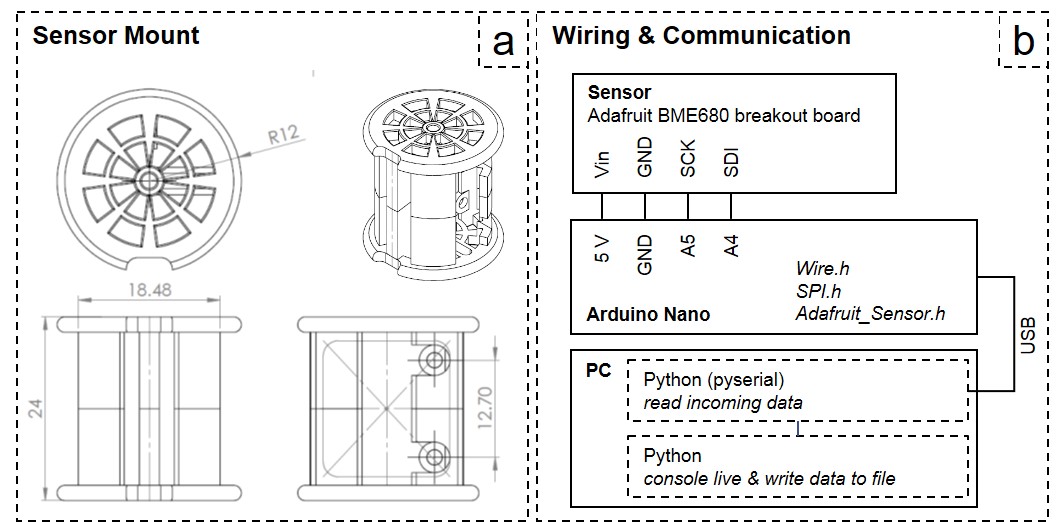 Sensor Mount
a
R12
18.48
24
12.70
Wiring & Communication
b
Sensor
Adafruit BME680 breakout board
Vin
GND
SCK
SDI
5 V
GND
A5
A4
Wire.h
SPI.h
Adafruit_Sensor.h
Arduino Nano
USB
PC
Python (pyserial)
read incoming data
Python
console live & write data to file